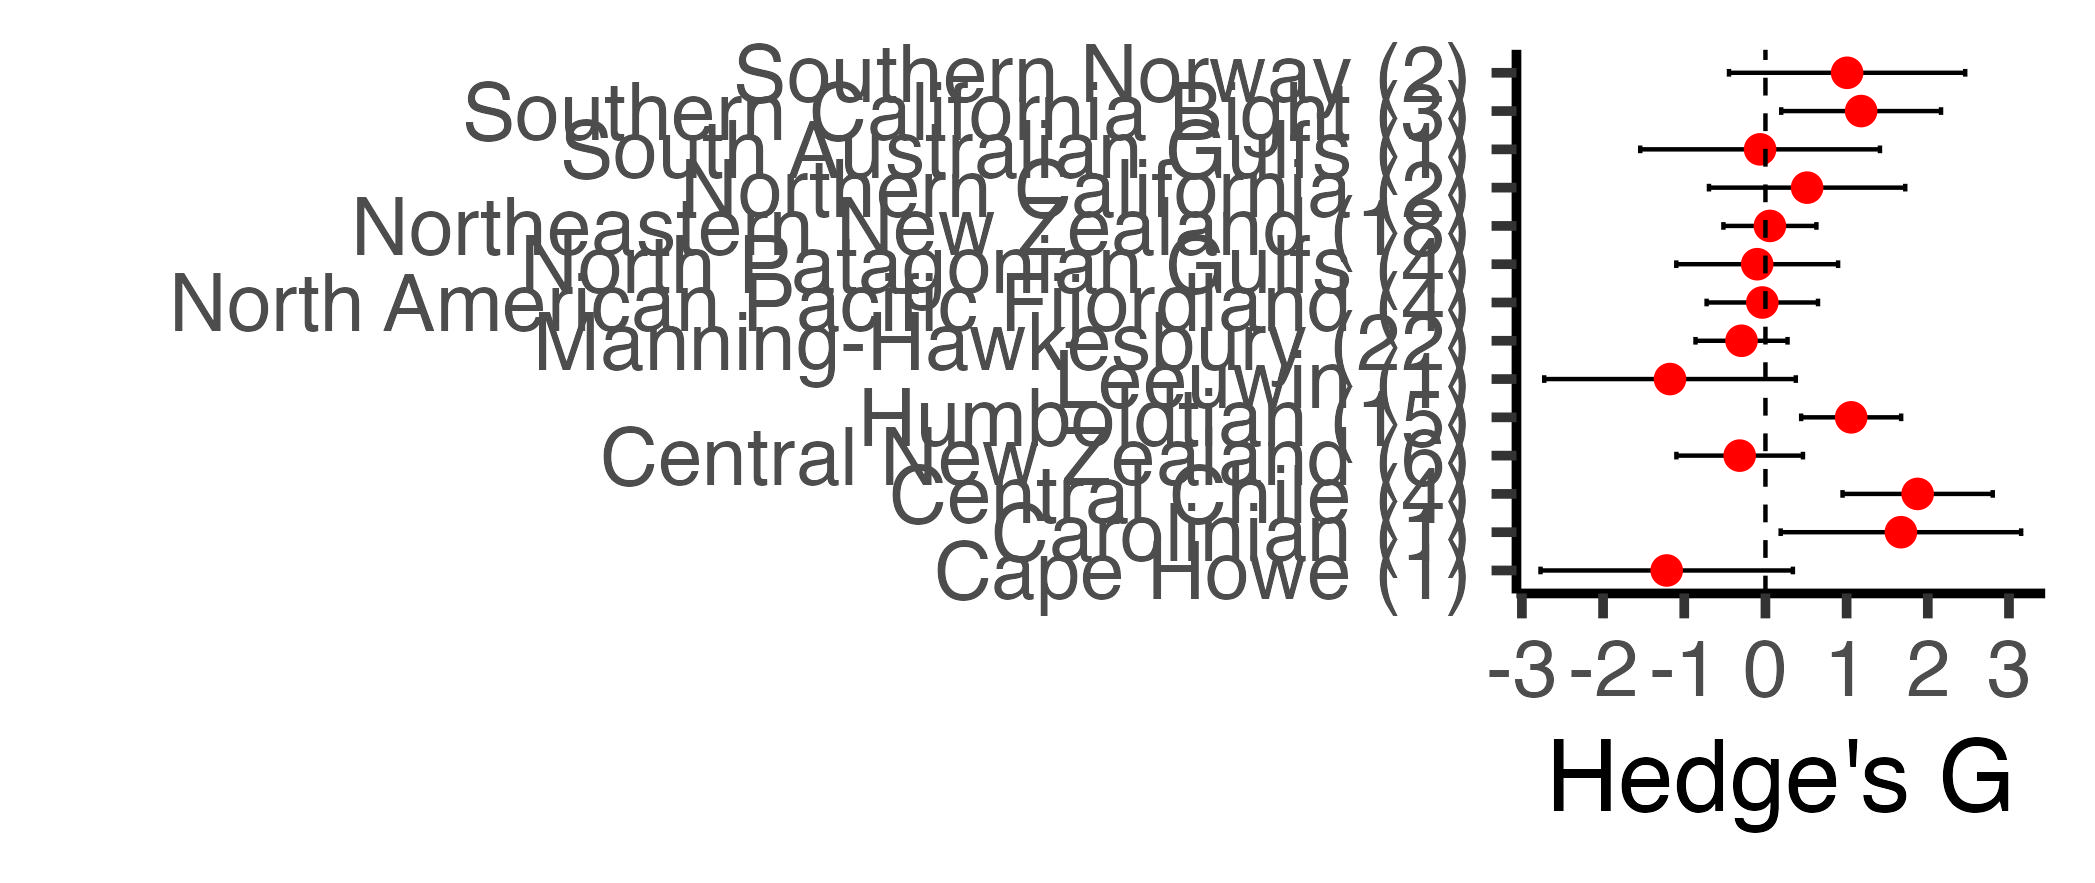 Southern Norway (2)
Southern California Bight (3)
South Australian Gulfs (1)
Northern California (2)
Northeastern New Zealand (18)
North Patagonian Gulfs (4)
North American Pacific Fijordland (4)
Manning-Hawkesbury (22)
Leeuwin (1)
Humboldtian (15)
Central New Zealand (6)
Central Chile (4)
Carolinian (1)
Cape Howe (1)
-3 -2 -1 0 1 2 3
Hedge's G